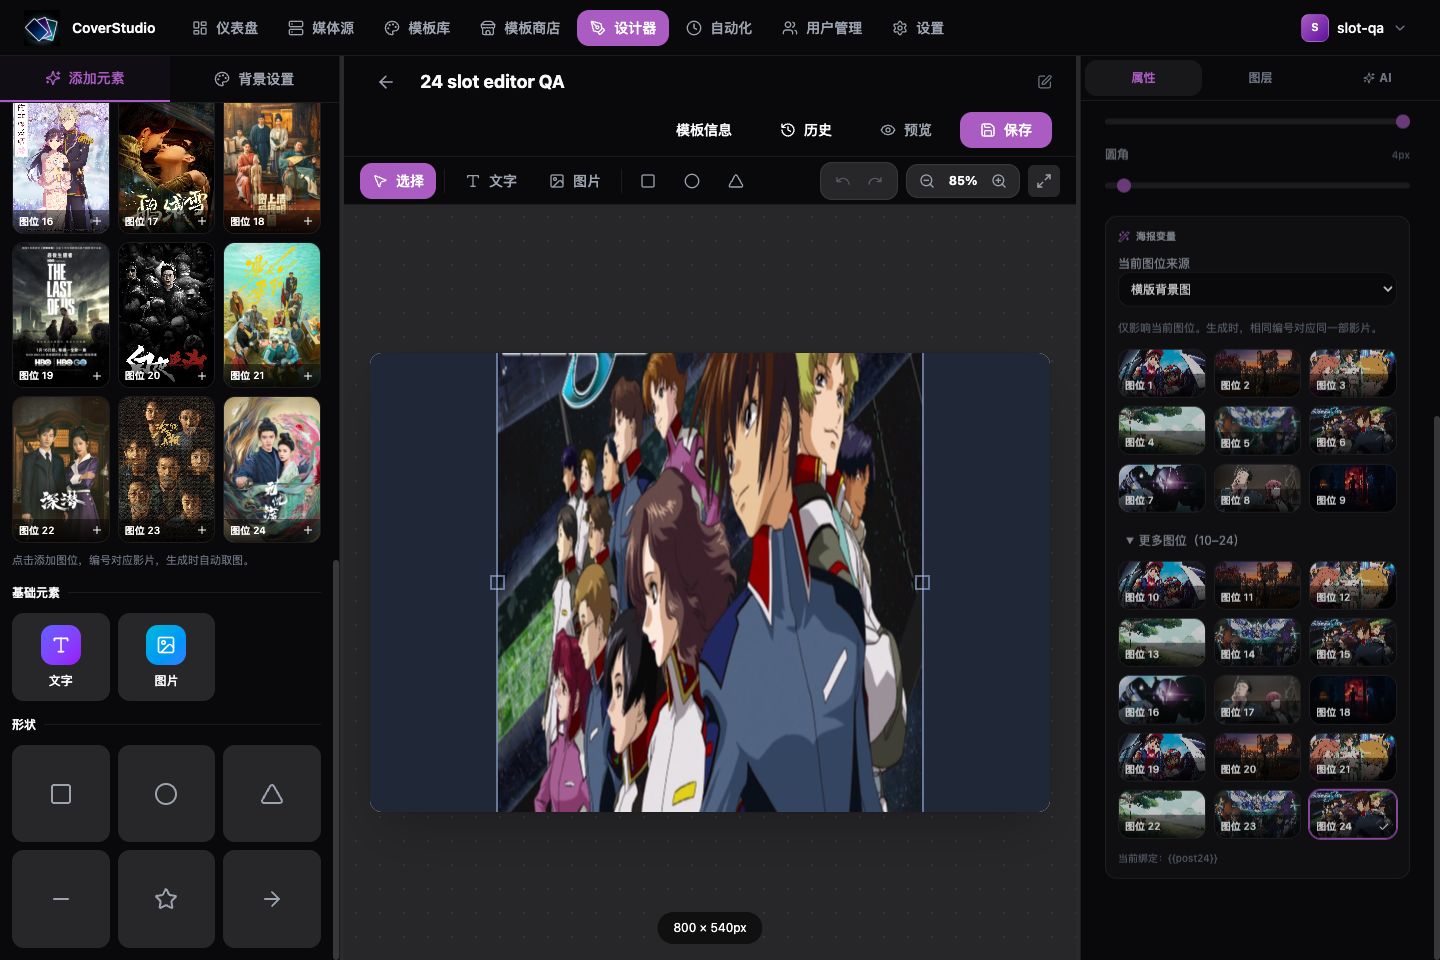 CoverStudio
仪表盘
媒体源
模板库
模板商店
设计器
自动化
用户管理
设置
S
slot-qa
添加元素
背景设置
图位 16
图位 17
图位 18
THE
LAST
OF US
HBO
图位 19
图位 20
图位 21
深潜
图位 22
图位 23
图位 24
点击添加图位，编号对应影片，生成时自动取图。
基础元素
文字
图片
形状
24 slot editor QA
模板信息
历史
预览
保存
选择
文字
图片
85%
800 × 540px
属性
图层
AI
圆角
4px
海报变量
当前图位来源
横版背景图
仅影响当前图位。生成时，相同编号对应同一部影片。
图位 1
图位 2
图位 3
图位 4
图位 5
图位 6
图位 7
图位 8
图位 9
▼ 更多图位（10–24）
图位 10
图位 11
图位 12
图位 13
图位 14
图位 15
图位 16
图位 17
图位 18
图位 19
图位 20
图位 21
图位 22
图位 23
图位 24
当前绑定：{{post24}}